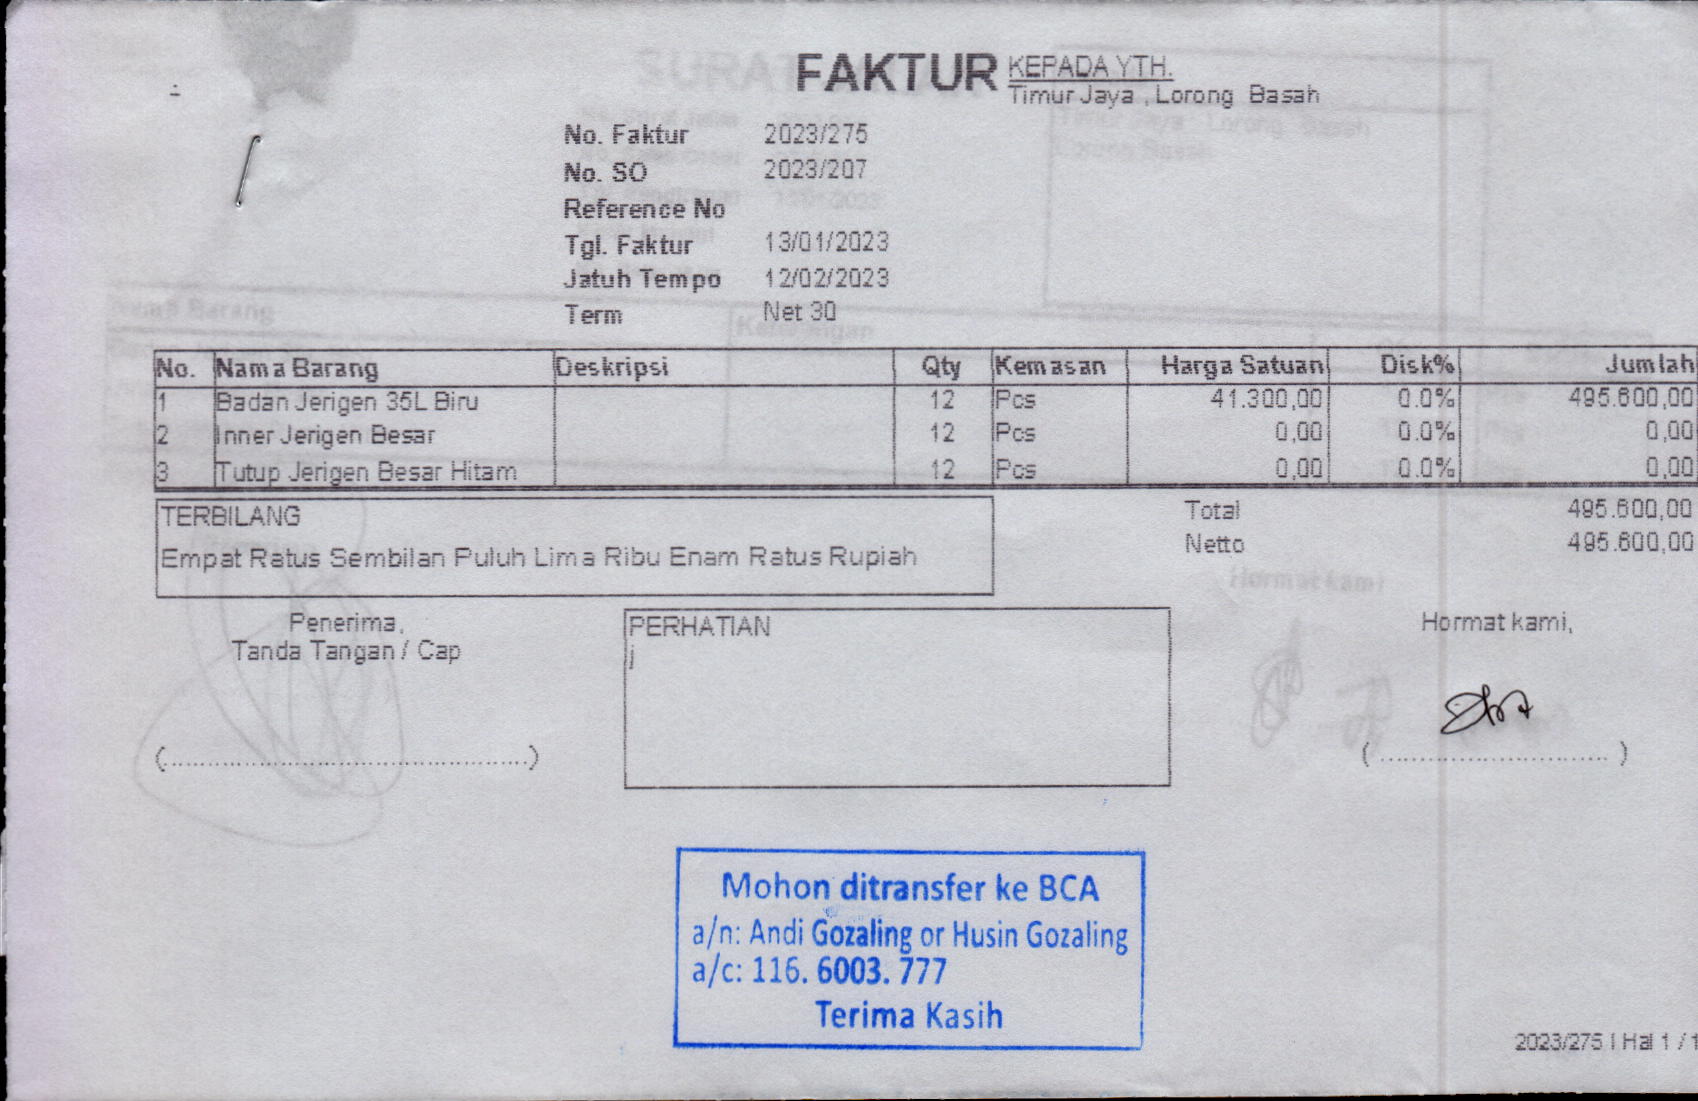 FAKTUR
KEPADA YTH.
Timur Jaya , Lorong Basah
No. Faktur 2023/275
No. SO 2023/207
Reference No
Tgl. Faktur 13/01/2023
Jatuh Tempo 12/02/2023
Term Net 30
No. Nama Barang Deskripsi Qty Kemasan Harga Satuan Disk% Jumlah
1 Badan Jerigen 35L Biru 12 Pcs 41.300,00 0.0% 495.600,00
2 Inner Jerigen Besar 12 Pcs 0,00 0.0% 0,00
3 Tutup Jerigen Besar Hitam 12 Pcs 0,00 0.0% 0,00
TERBILANG
Empat Ratus Sembilan Puluh Lima Ribu Enam Ratus Rupiah
Total 495.600,00
Netto 495.600,00
Penerima,
Tanda Tangan / Cap
(.............................................)
PERHATIAN
j
Hormat kami,
(............................)
Mohon ditransfer ke BCA
a/n: Andi Gozaling or Husin Gozaling
a/c: 116. 6003. 777
Terima Kasih
2023/275 | Hal 1 / 1